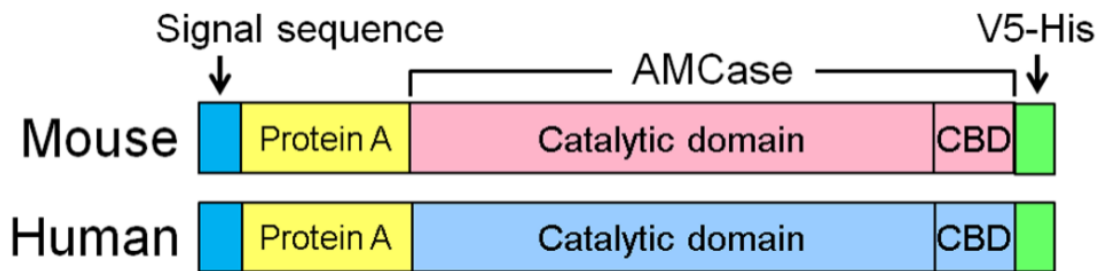 Signal sequence V5-His
AMCase
Mouse Protein A Catalytic domain CBD
Human Protein A Catalytic domain CBD